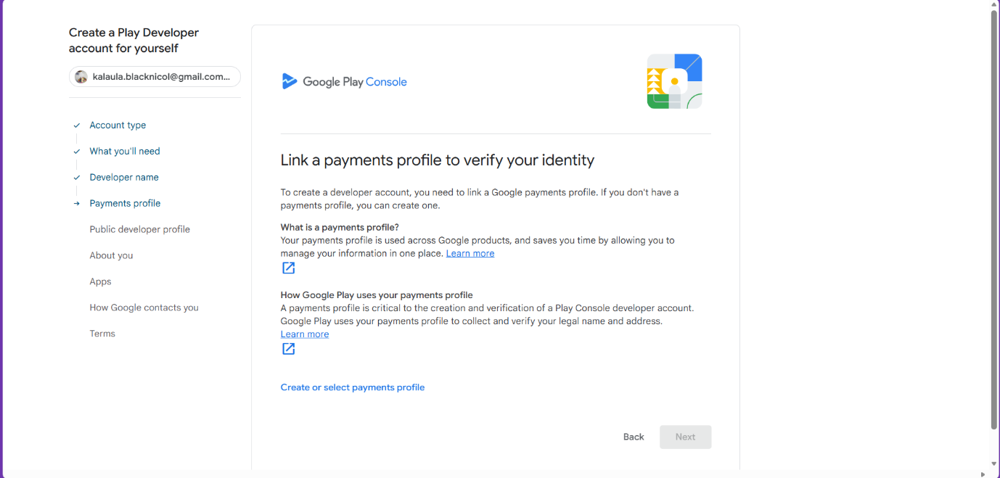 Create a Play Developer
account for yourself
kalaula.blacknicol@gmail.com...
Account type
What you'll need
Developer name
Payments profile
Public developer profile
About you
Apps
How Google contacts you
Terms
Google Play Console
Link a payments profile to verify your identity
To create a developer account, you need to link a Google payments profile. If you don't have a
payments profile, you can create one.
What is a payments profile?
Your payments profile is used across Google products, and saves you time by allowing you to
manage your information in one place. Learn more
How Google Play uses your payments profile
A payments profile is critical to the creation and verification of a Play Console developer account.
Google Play uses your payments profile to collect and verify your legal name and address.
Learn more
Create or select payments profile
Back
Next